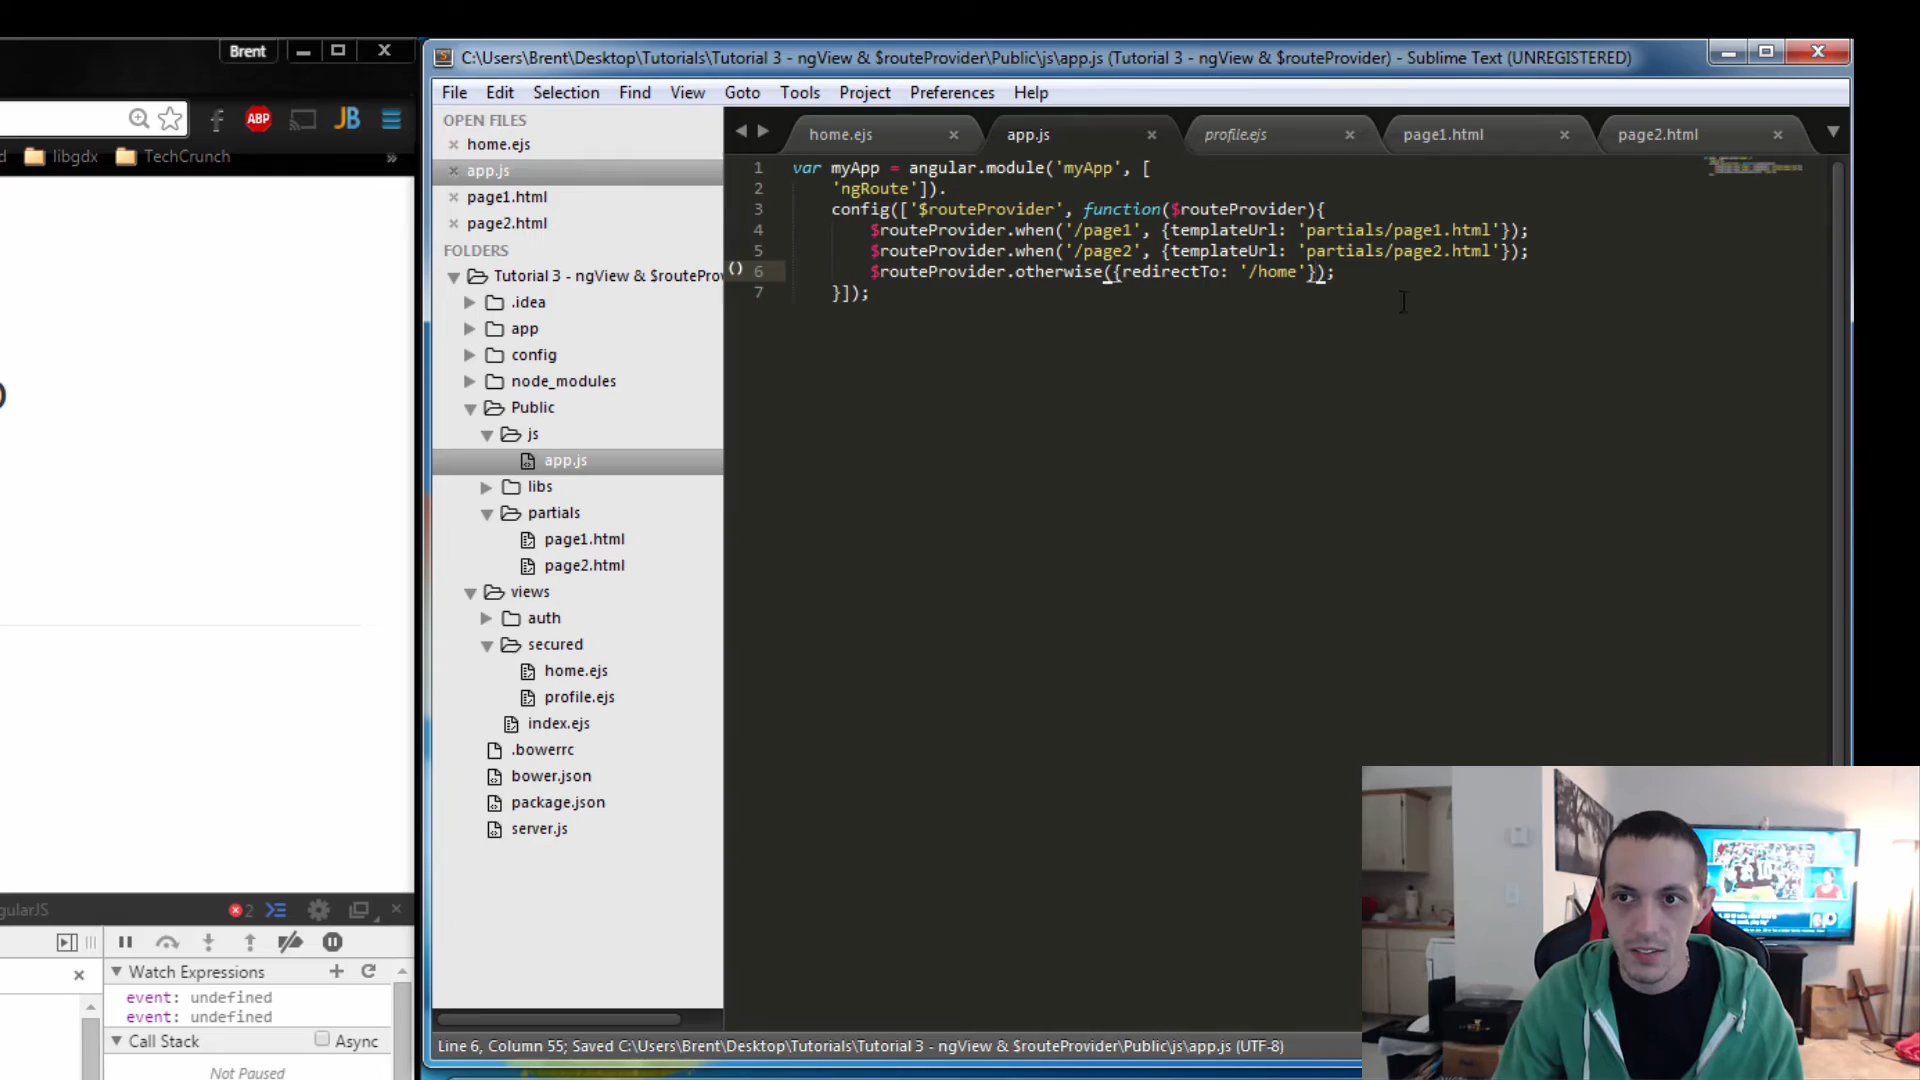 Brent
libgdx
TechCrunch
»
ABP
JB
gularJS
2
Watch Expressions
event: undefined
event: undefined
Call Stack
Async
Not Paused
C:\Users\Brent\Desktop\Tutorials\Tutorial 3 - ngView & $routeProvider\Public\js\app.js (Tutorial 3 - ngView & $routeProvider) - Sublime Text (UNREGISTERED)
File Edit Selection Find View Goto Tools Project Preferences Help
OPEN FILES
home.ejs
app.js
page1.html
page2.html
FOLDERS
Tutorial 3 - ngView & $routePro
.idea
app
config
node_modules
Public
js
app.js
libs
partials
page1.html
page2.html
views
auth
secured
home.ejs
profile.ejs
index.ejs
.bowerrc
bower.json
package.json
server.js
home.ejs app.js profile.ejs page1.html page2.html
1 var myApp = angular.module('myApp', [
2 'ngRoute']).
3 config(['$routeProvider', function($routeProvider){
4 $routeProvider.when('/page1', {templateUrl: 'partials/page1.html'});
5 $routeProvider.when('/page2', {templateUrl: 'partials/page2.html'});
() 6 $routeProvider.otherwise({redirectTo: '/home'});
7 }]);
Line 6, Column 55; Saved C:\Users\Brent\Desktop\Tutorials\Tutorial 3 - ngView & $routeProvider\Public\js\app.js (UTF-8)